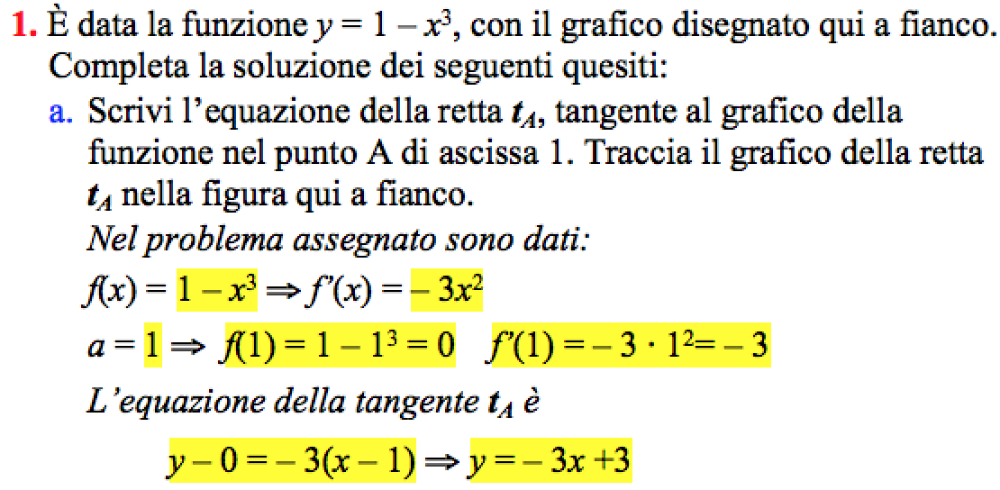 1. È data la funzione y = 1 – x³, con il grafico disegnato qui a fianco.
Completa la soluzione dei seguenti quesiti:
a. Scrivi l’equazione della retta tA, tangente al grafico della
funzione nel punto A di ascissa 1. Traccia il grafico della retta
tA nella figura qui a fianco.
Nel problema assegnato sono dati:
f(x) = 1 – x³ ⇒ f’(x) = – 3x²
a = 1 ⇒ f(1) = 1 – 1³ = 0 f’(1) = – 3 · 1²= – 3
L’equazione della tangente tA è
y – 0 = – 3(x – 1) ⇒ y = – 3x +3